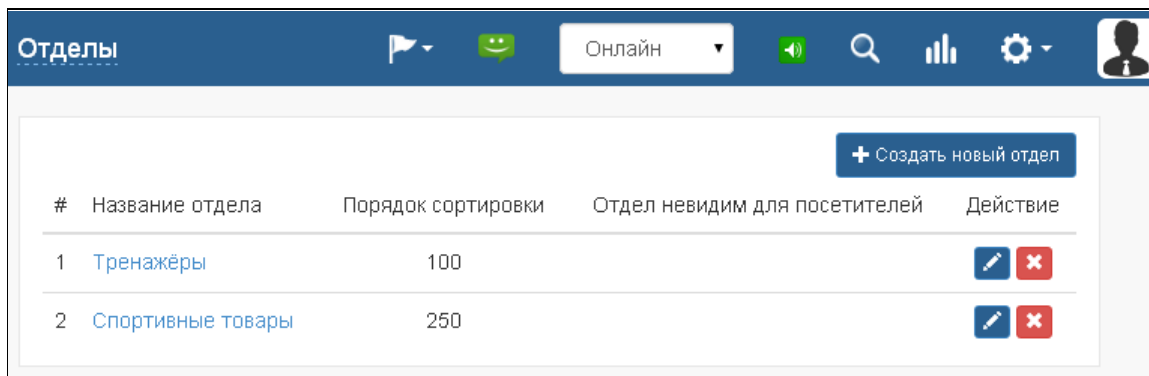 Отделы Онлайн
Создать новый отдел
# Название отдела Порядок сортировки Отдел невидим для посетителей Действие
1 Тренажёры 100
2 Спортивные товары 250